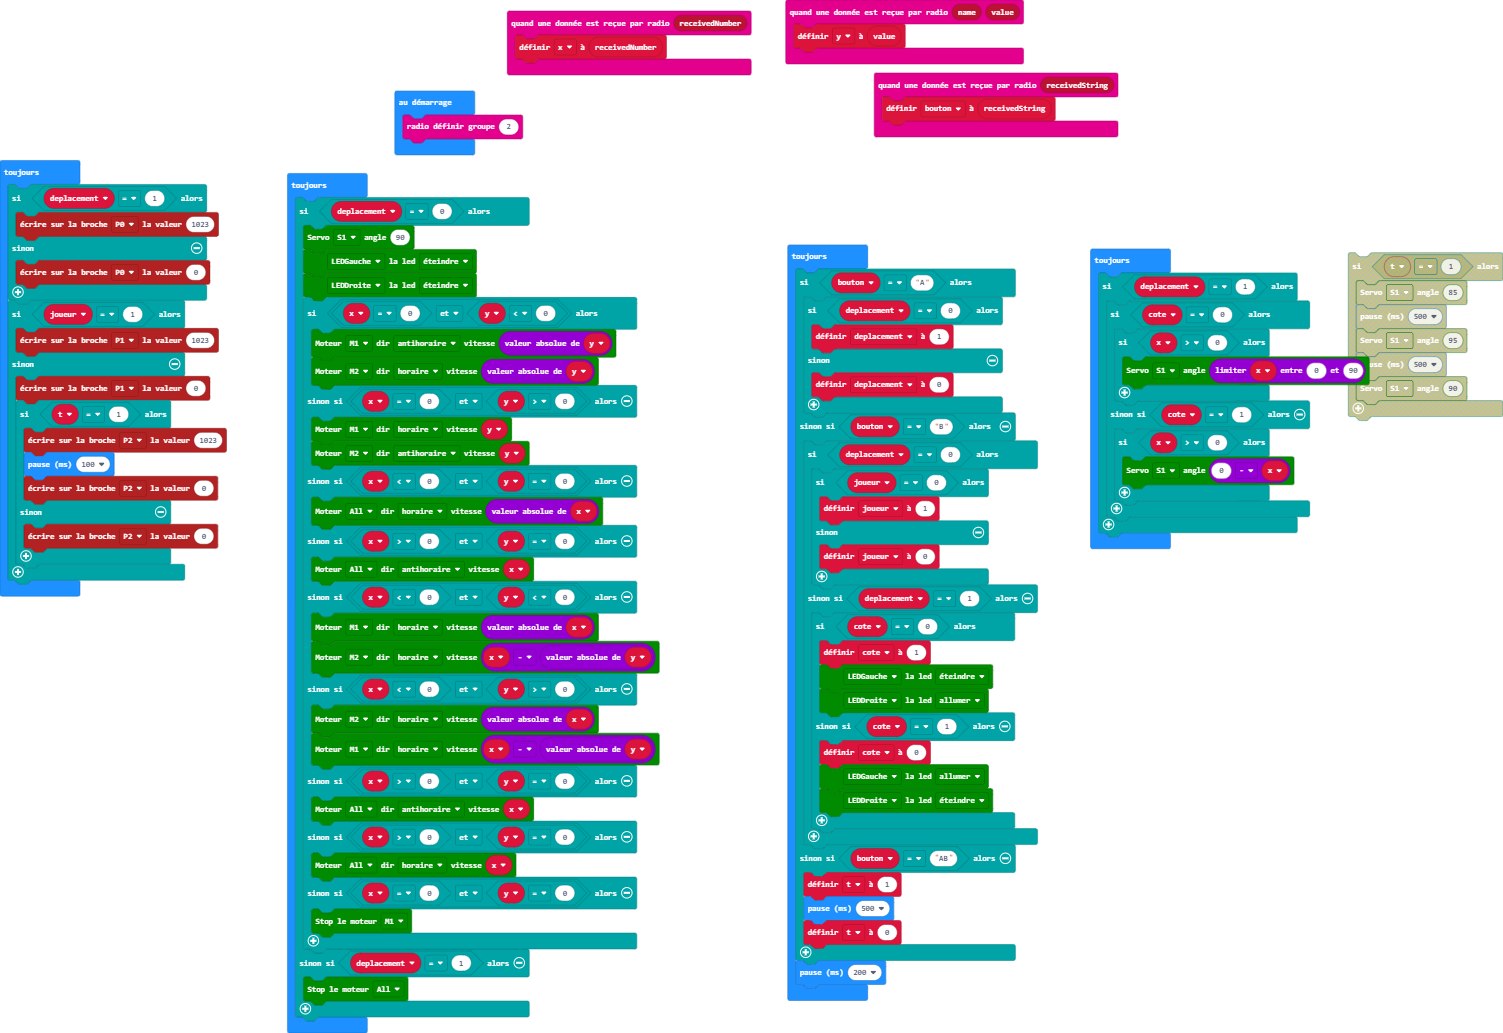 quand une donnée est reçue par radio receivedNumber
définir x à receivedNumber
quand une donnée est reçue par radio name value
définir y à value
quand une donnée est reçue par radio receivedString
définir bouton à receivedString
au démarrage
radio définir groupe 2
toujours
si deplacement = 1 alors
écrire sur la broche P0 la valeur 1023
sinon
écrire sur la broche P0 la valeur 0
si joueur = 1 alors
écrire sur la broche P1 la valeur 1023
sinon
écrire sur la broche P1 la valeur 0
si t = 1 alors
écrire sur la broche P2 la valeur 1023
pause (ms) 100
écrire sur la broche P2 la valeur 0
sinon
écrire sur la broche P2 la valeur 0
toujours
si deplacement = 0 alors
Servo S1 angle 90
LEDGauche la led éteindre
LEDDroite la led éteindre
si x = 0 et y < 0 alors
Moteur M1 dir antihoraire vitesse valeur absolue de y
Moteur M2 dir horaire vitesse valeur absolue de y
sinon si x = 0 et y > 0 alors
Moteur M1 dir horaire vitesse y
Moteur M2 dir antihoraire vitesse y
sinon si x < 0 et y = 0 alors
Moteur All dir horaire vitesse valeur absolue de x
sinon si x > 0 et y = 0 alors
Moteur All dir antihoraire vitesse x
sinon si x < 0 et y < 0 alors
Moteur M1 dir horaire vitesse valeur absolue de x
Moteur M2 dir horaire vitesse x - valeur absolue de y
sinon si x < 0 et y > 0 alors
Moteur M2 dir horaire vitesse valeur absolue de x
Moteur M1 dir horaire vitesse x - valeur absolue de y
sinon si x > 0 et y = 0 alors
Moteur All dir antihoraire vitesse x
sinon si x > 0 et y = 0 alors
Moteur All dir horaire vitesse x
sinon si x = 0 et y = 0 alors
Stop le moteur M1
sinon si deplacement = 1 alors
Stop le moteur All
toujours
si bouton = "A" alors
si deplacement = 0 alors
définir deplacement à 1
sinon
définir deplacement à 0
sinon si bouton = "B" alors
si deplacement = 0 alors
si joueur = 0 alors
définir joueur à 1
sinon
définir joueur à 0
sinon si deplacement = 1 alors
si cote = 0 alors
définir cote à 1
LEDGauche la led éteindre
LEDDroite la led allumer
sinon si cote = 1 alors
définir cote à 0
LEDGauche la led allumer
LEDDroite la led éteindre
sinon si bouton = "AB" alors
définir t à 1
pause (ms) 500
définir t à 0
pause (ms) 200
toujours
si deplacement = 1 alors
si cote = 0 alors
si x > 0 alors
Servo S1 angle limiter x entre 0 et 90
sinon si cote = 1 alors
si x > 0 alors
Servo S1 angle 0 - x
si t = 1 alors
Servo S1 angle 85
pause (ms) 500
Servo S1 angle 95
use (ms) 500
Servo S1 angle 90